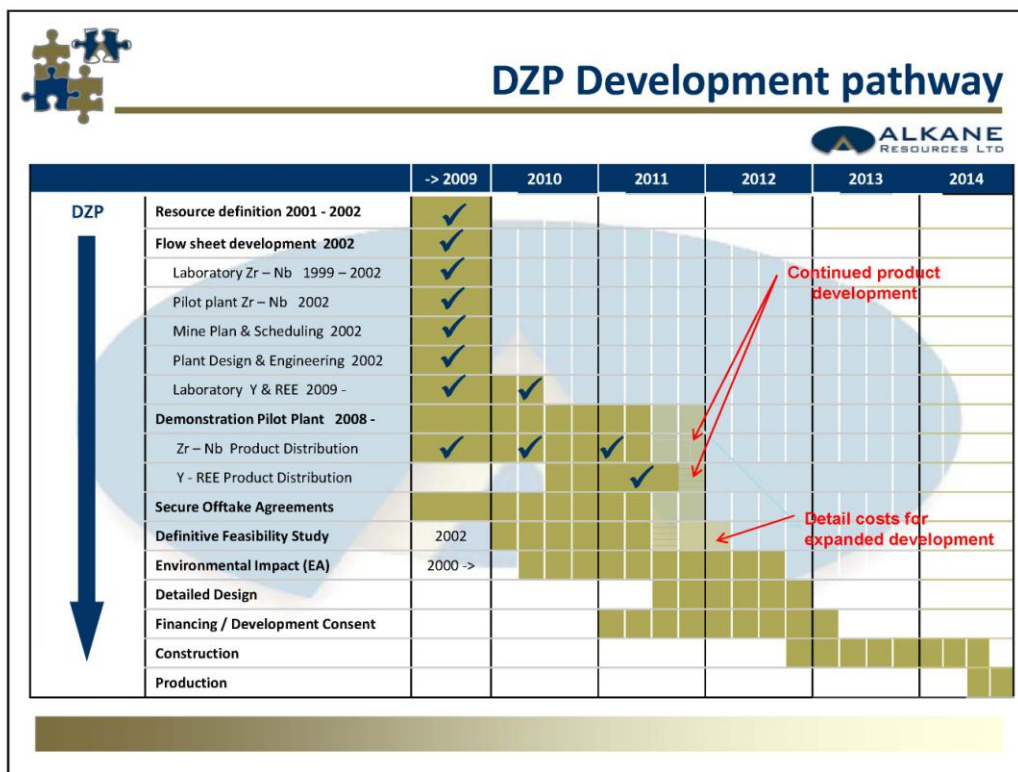 DZP Development pathway
ALKANE
RESOURCES LTD
-> 2009 2010 2011 2012 2013 2014
DZP
Resource definition 2001 - 2002
Flow sheet development 2002
Laboratory Zr – Nb 1999 – 2002
Pilot plant Zr – Nb 2002
Mine Plan & Scheduling 2002
Plant Design & Engineering 2002
Laboratory Y & REE 2009 -
Demonstration Pilot Plant 2008 -
Zr – Nb Product Distribution
Y - REE Product Distribution
Secure Offtake Agreements
Definitive Feasibility Study 2002
Environmental Impact (EA) 2000 ->
Detailed Design
Financing / Development Consent
Construction
Production
Continued product
development
Detail costs for
expanded development